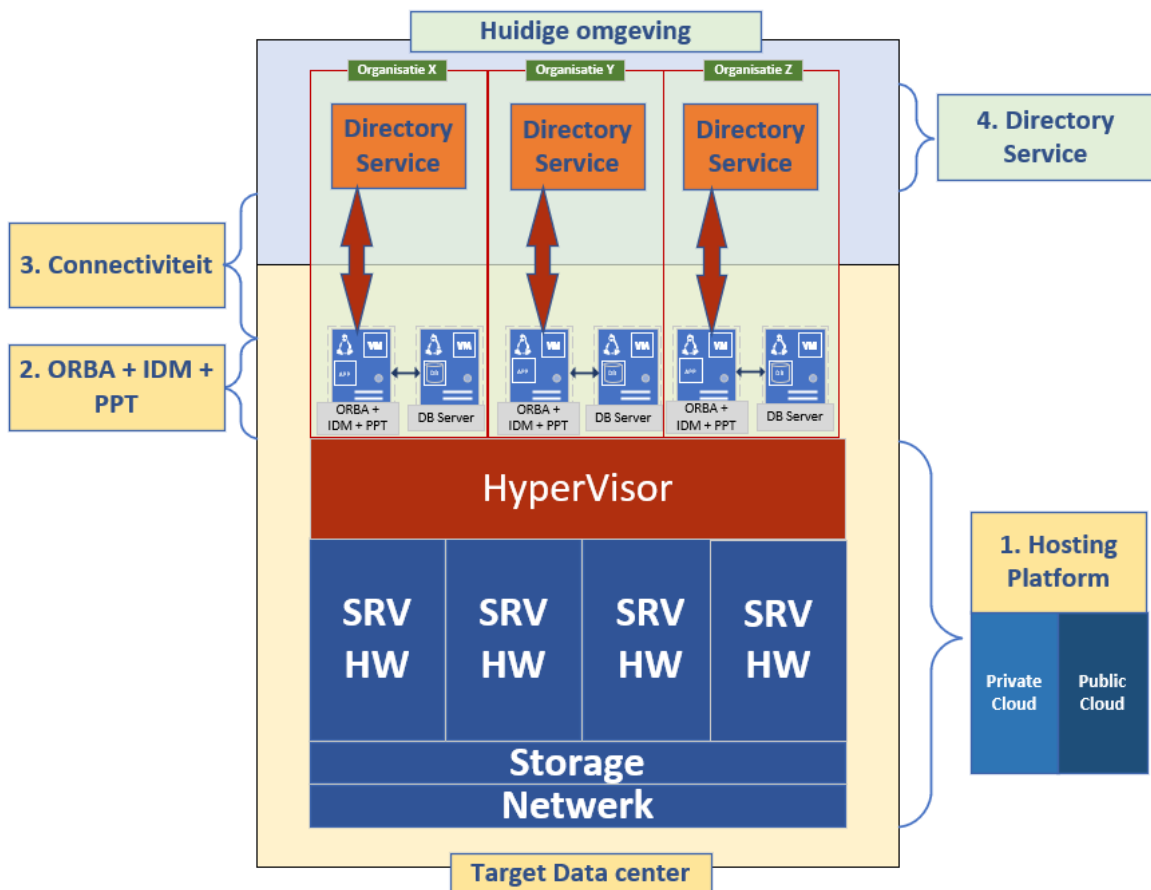 Huidige omgeving
Organisatie X
Organisatie Y
Organisatie Z
Directory
Service
Directory
Service
Directory
Service
4. Directory
Service
3. Connectiviteit
2. ORBA + IDM +
PPT
VM
APP
VM
DB
VM
APP
VM
DB
VM
APP
VM
DB
ORBA +
IDM + PPT
DB Server
ORBA +
IDM + PPT
DB Server
ORBA +
IDM + PPT
DB Server
HyperVisor
1. Hosting
Platform
Private
Cloud
Public
Cloud
SRV
HW
SRV
HW
SRV
HW
SRV
HW
Storage
Netwerk
Target Data center